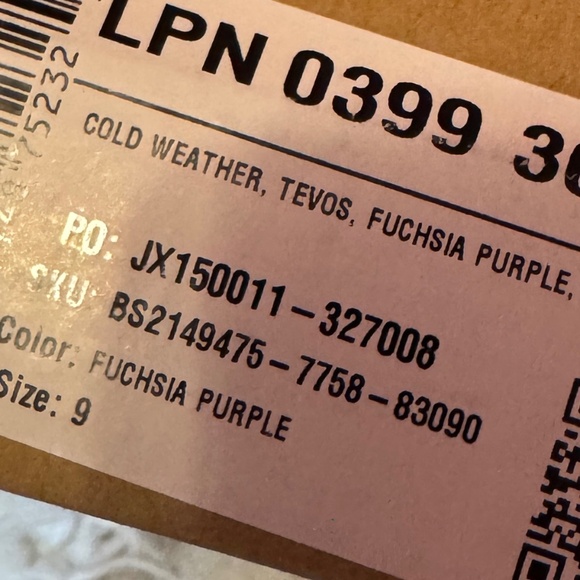 LPN 0399
75232
COLD WEATHER, TEVOS, FUCHSIA PURPLE,
PO: JX150011-327008
SKU: BS2149475-7758-83090
Color: FUCHSIA PURPLE
Size: 9